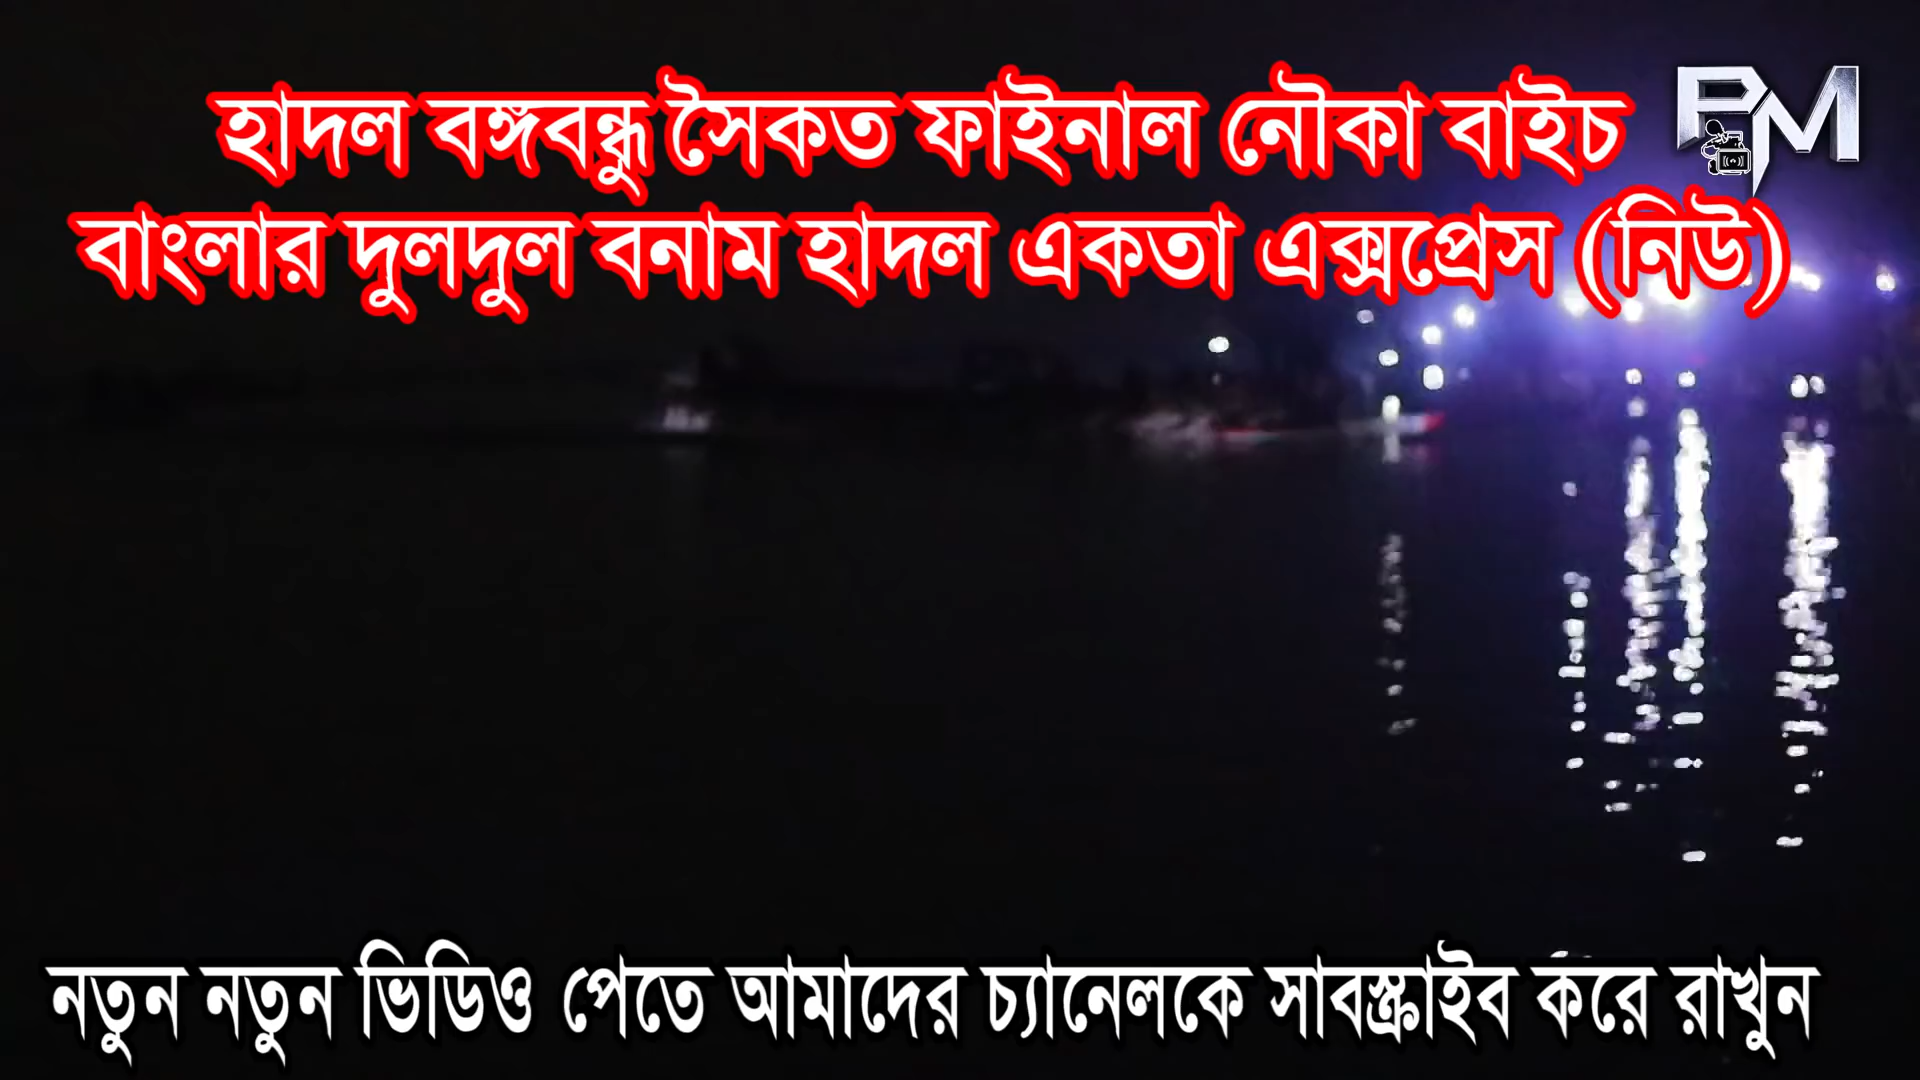 হাদল বঙ্গবন্ধু সৈকত ফাইনাল নৌকা বাইচ
PM
বাংলার দুলদুল বনাম হাদল একতা এক্সপ্রেস (নিউ)
নতুন নতুন ভিডিও পেতে আমাদের চ্যানেলকে সাবস্ক্রাইব করে রাখুন